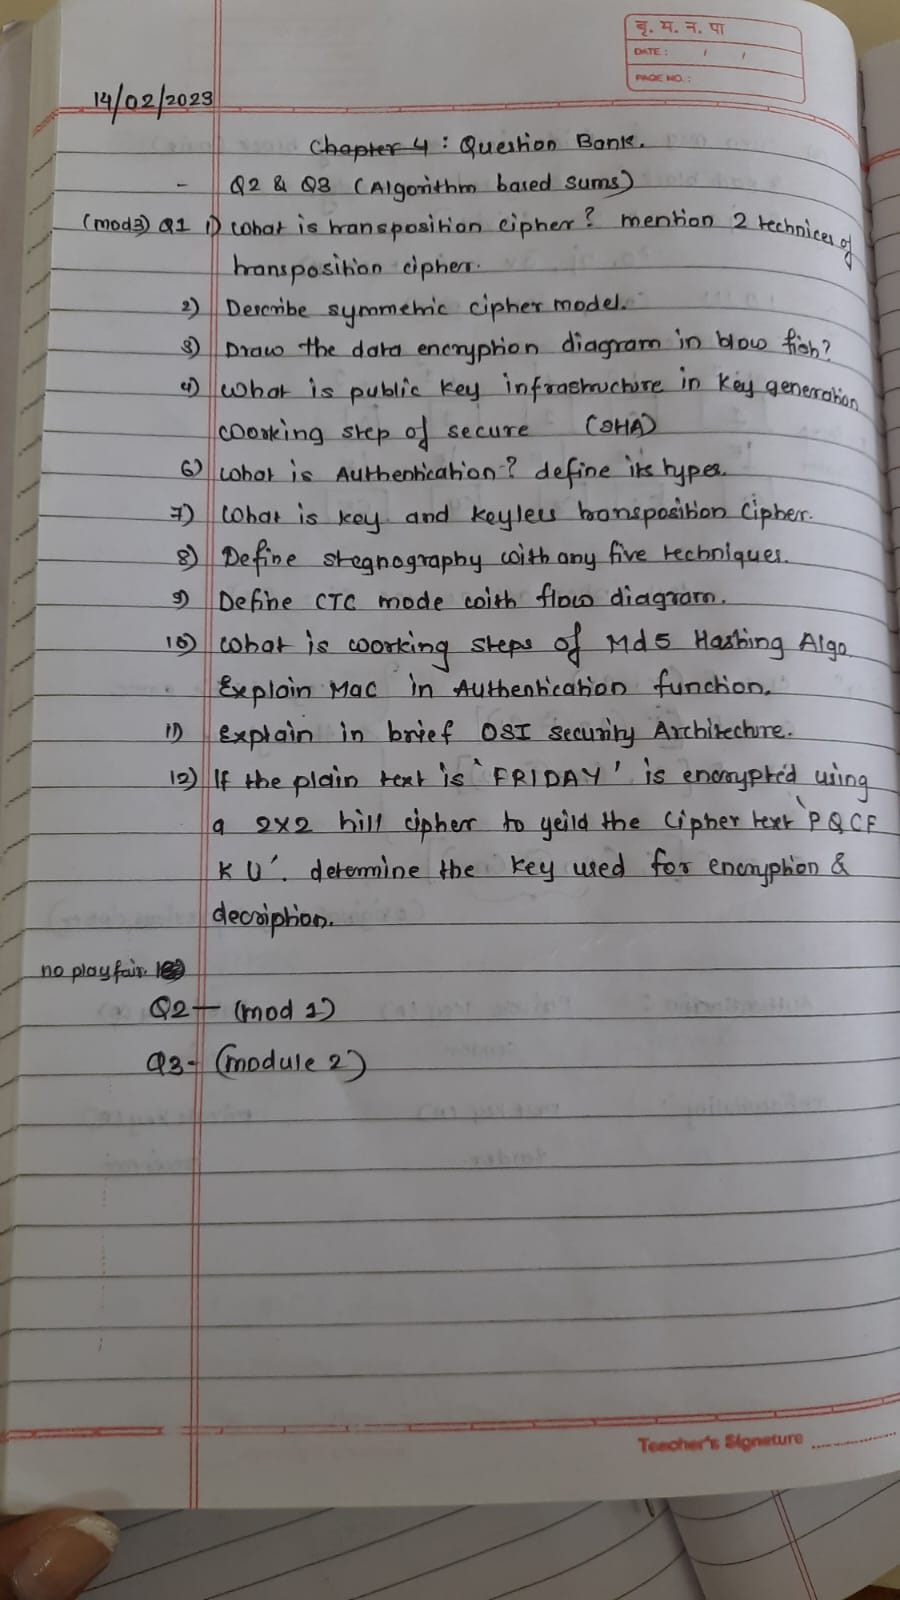 बृ. म. न. पा
DATE : / /
PAGE NO. :
14/02/2023
Chapter 4 : Question Bank.
- Q2 & Q3 (Algorithm based sums)
(mod3) Q1 1) What is transposition cipher? mention 2 technices of
transposition cipher.
2) Describe symmetric cipher model.
3) Draw the data encryption diagram in blow fish?
4) What is public key infrastructure in key generation
working step of secure (SHA)
6) What is Authentication? define its types.
7) What is key and keyless transposition cipher.
8) Define stegnography with any five techniques.
9) Define CTC mode with flow diagram.
10) What is working steps of Md5 Hashing Algo
Explain Mac in Authentication function.
11) Explain in brief OSI security Architecture.
12) If the plain text is 'FRIDAY' is encrypted using
a 2x2 hill cipher to yeild the cipher text 'PQCF
KU'. determine the key used for encryption &
decription.
no playfair.
Q2 - (mod 1)
Q3 - (module 2)
Teacher's Signature